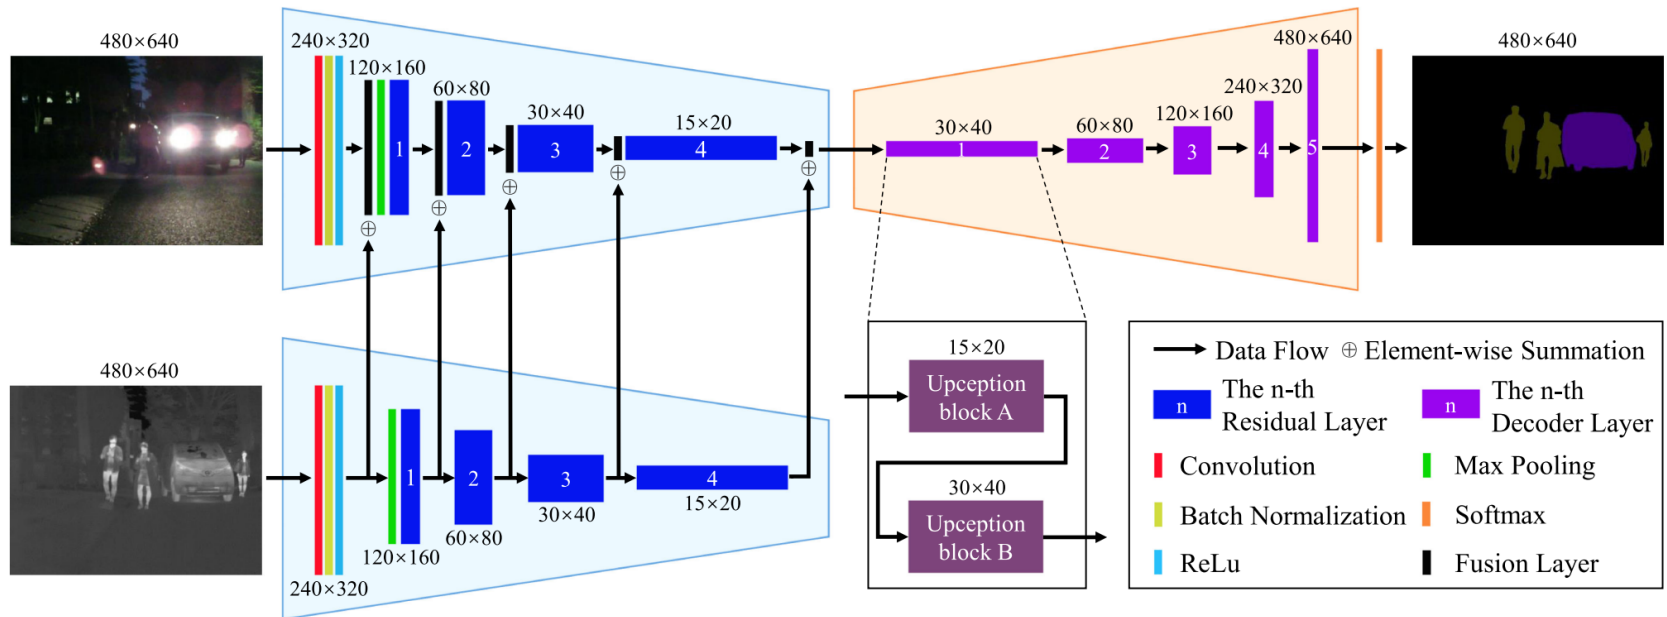 480×640
240×320
120×160
1
60×80
2
30×40
3
15×20
4
30×40
1
60×80
2
120×160
3
240×320
4
480×640
5
480×640
480×640
1
2
3
4
120×160
60×80
30×40
15×20
240×320
15×20
Upception
block A
30×40
Upception
block B
Data Flow ⊕ Element-wise Summation
n The n-th
Residual Layer
n The n-th
Decoder Layer
Convolution
Max Pooling
Batch Normalization
Softmax
ReLu
Fusion Layer